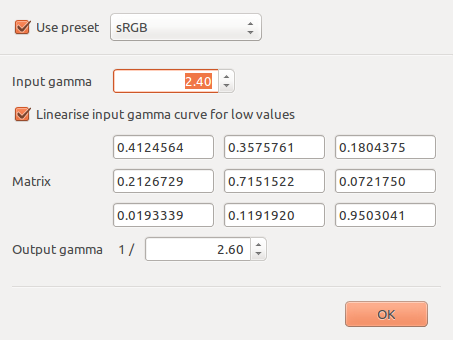 Use preset sRGB
Input gamma 2.40
Linearise input gamma curve for low values
0.4124564 0.3575761 0.1804375
Matrix 0.2126729 0.7151522 0.0721750
0.0193339 0.1191920 0.9503041
Output gamma 1 / 2.60
OK